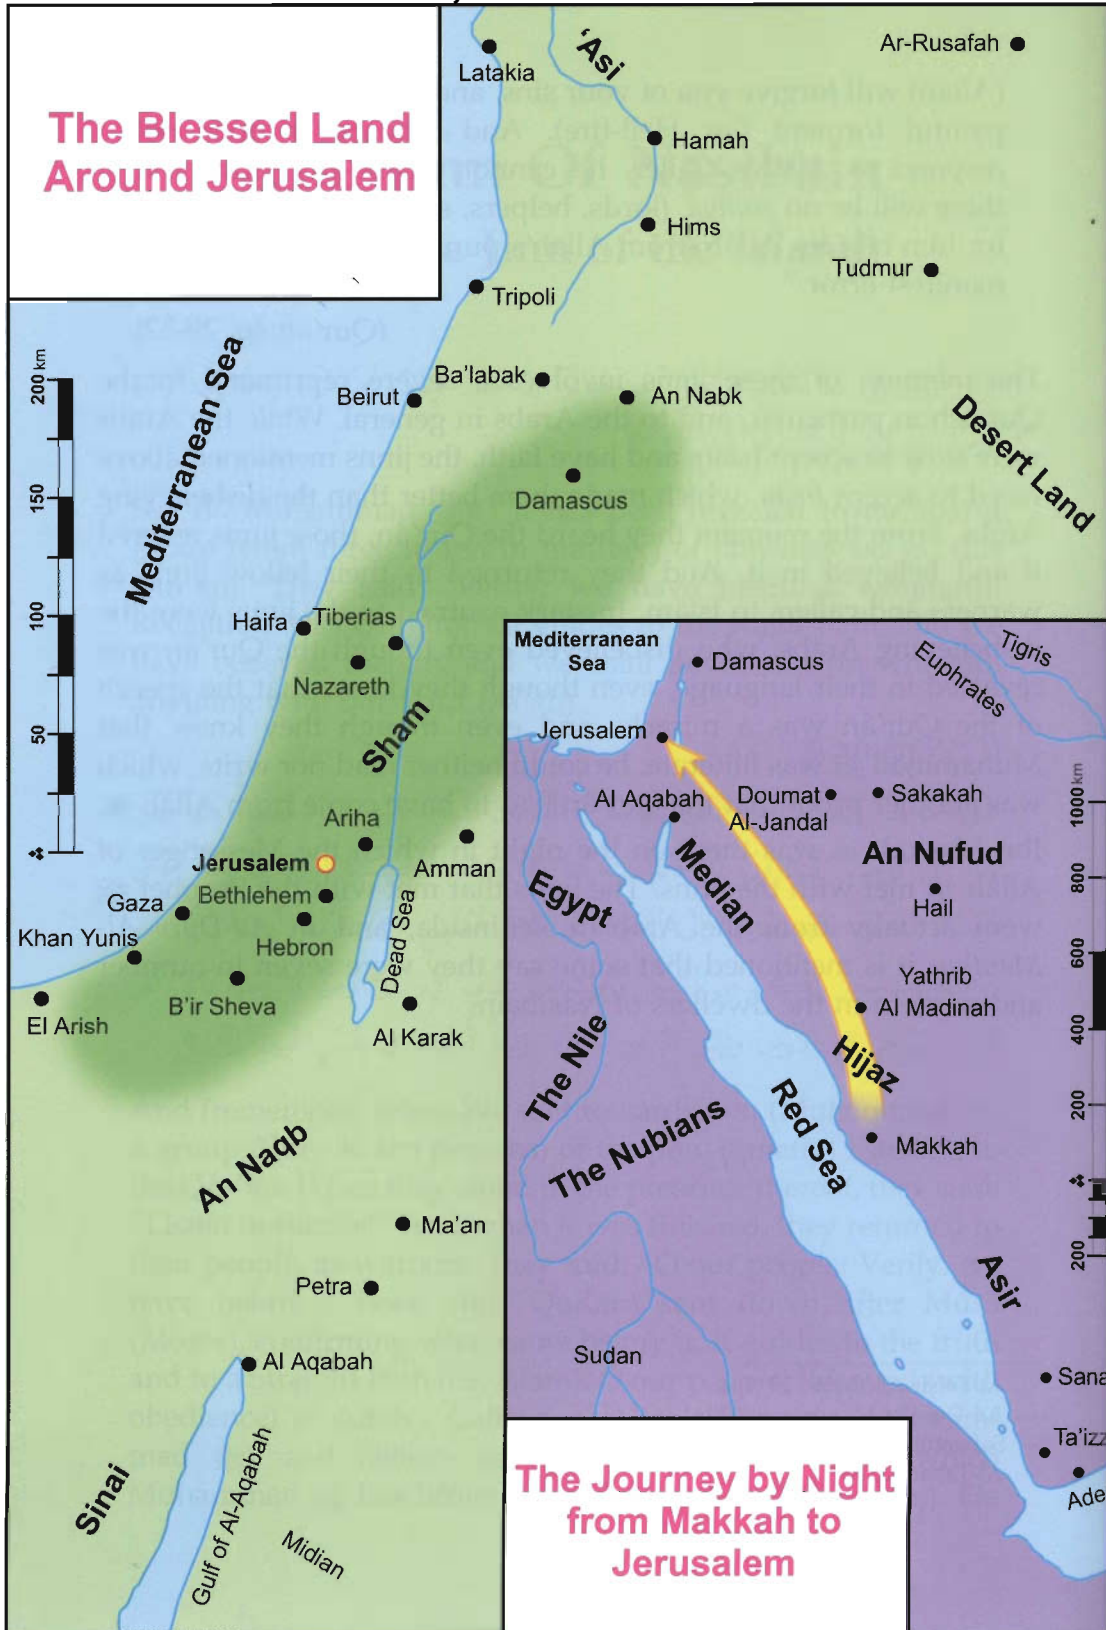 The Blessed Land
Around Jerusalem
Latakia
'Asi
Ar-Rusafah
Hamah
Hims
Tudmur
Tripoli
Mediterranean Sea
Ba'labak
Beirut
An Nabk
Desert Land
Damascus
200 km
150
100
50
Haifa
Tiberias
Nazareth
Sham
Ariha
Jerusalem
Amman
Bethlehem
Gaza
Khan Yunis
Hebron
Dead Sea
El Arish
B'ir Sheva
Al Karak
An Naqb
Ma'an
Petra
Al Aqabah
Sinai
Gulf of Al-Aqabah
Midian
Mediterranean
Sea
Damascus
Tigris
Euphrates
Jerusalem
Al Aqabah
Doumat
Al-Jandal
Sakakah
An Nufud
Median
Egypt
Hail
Yathrib
Al Madinah
Hijaz
The Nile
The Nubians
Red Sea
Makkah
Asir
Sudan
Sana
Ta'izz
Ade
1000 km
800
600
400
200
200
The Journey by Night
from Makkah to
Jerusalem